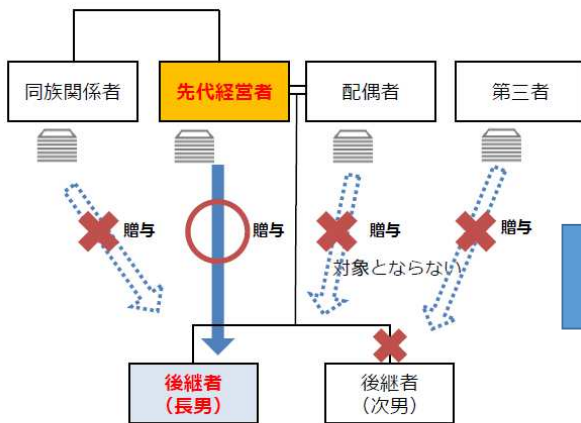 同族関係者
先代経営者
配偶者
第三者
贈与
贈与
贈与
贈与
対象とならない
後継者
（長男）
後継者
（次男）